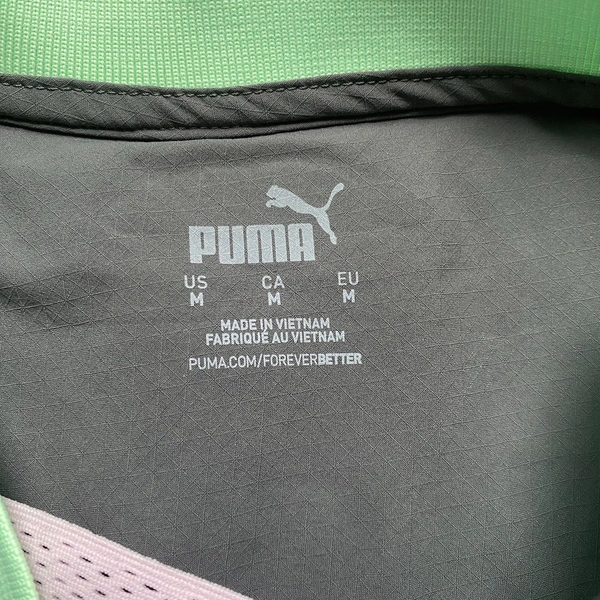 PUMA
US CA EU
M M M
MADE IN VIETNAM
FABRIQUÉ AU VIETNAM
PUMA.COM/FOREVERBETTER